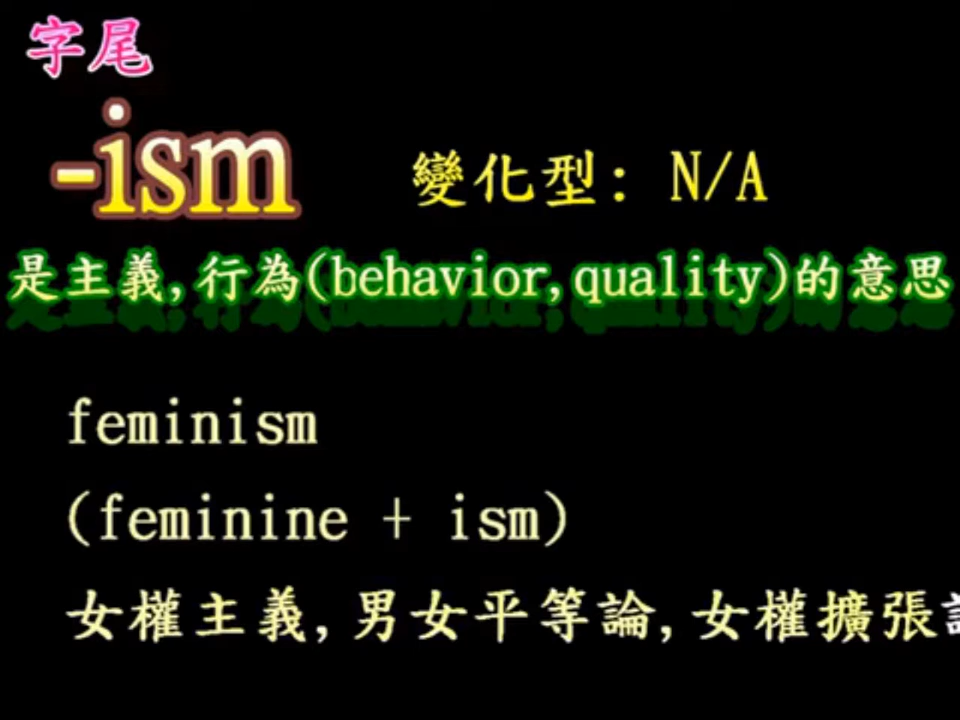 字尾
-ism
變化型: N/A
是主義,行為(behavior,quality)的意思
feminism
(feminine + ism)
女權主義,男女平等論,女權擴張